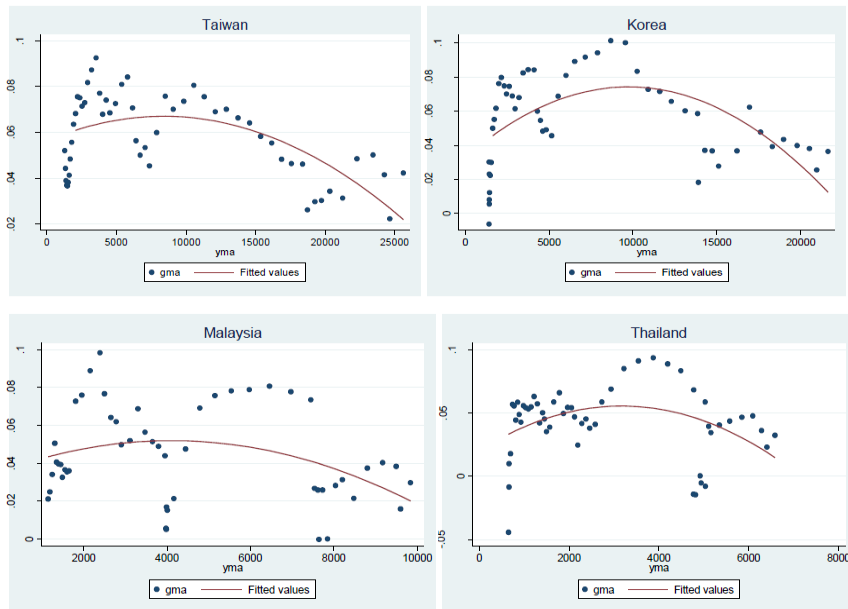 Taiwan
.1
.08
.06
.04
.02
0
5000
10000
15000
20000
25000
yma
gma
Fitted values
Korea
.1
.08
.06
.04
.02
0
0
5000
10000
15000
20000
yma
gma
Fitted values
Malaysia
.1
.08
.06
.04
.02
0
2000
4000
6000
8000
10000
yma
gma
Fitted values
Thailand
.1
.05
0
-.05
0
2000
4000
6000
8000
yma
gma
Fitted values